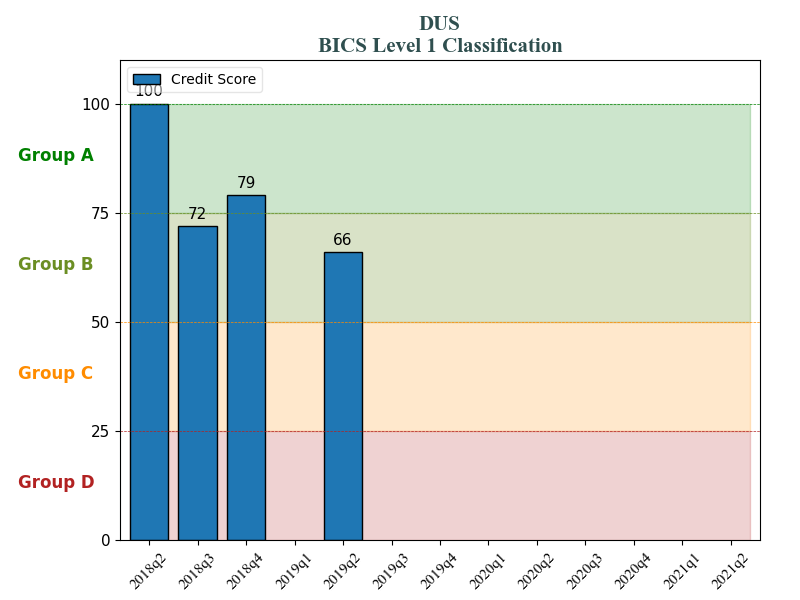 DUS
BICS Level 1 Classification
Credit Score
100
100
Group A
79
75
72
66
Group B
50
Group C
25
Group D
0
2018q2
2018q3
2018q4
2019q1
2019q2
2019q3
2019q4
2020q1
2020q2
2020q3
2020q4
2021q1
2021q2